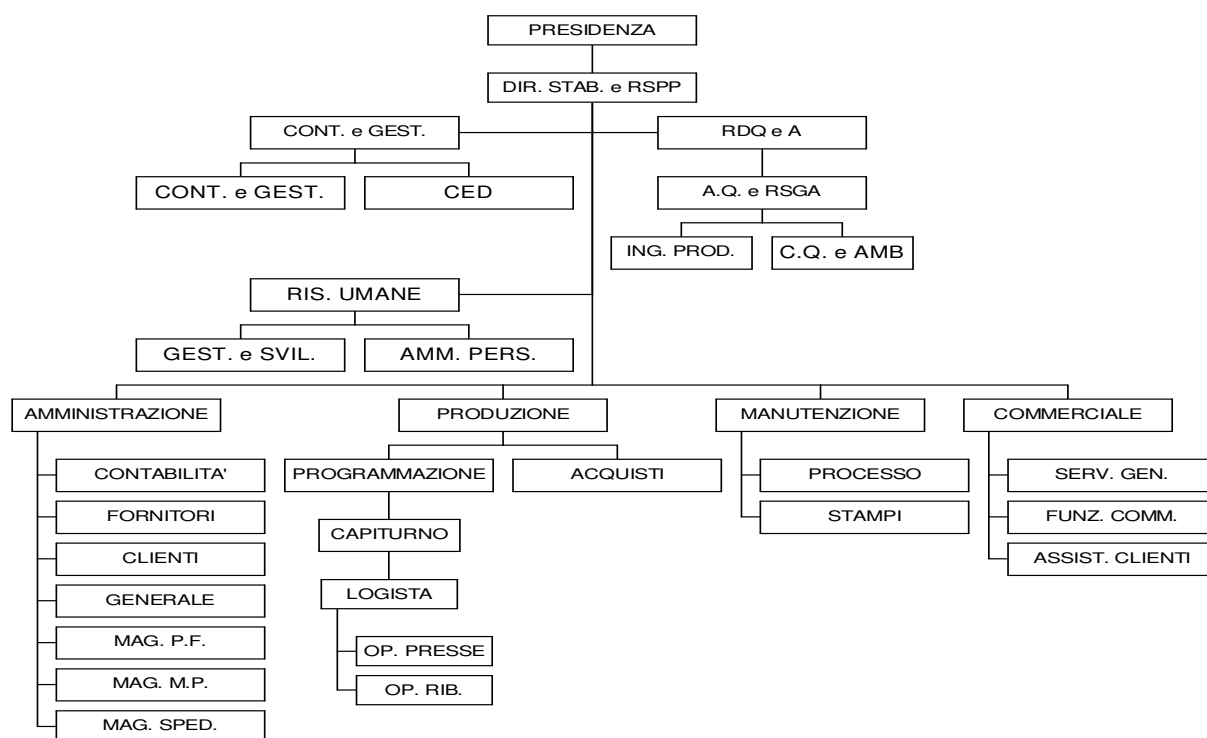 PRESIDENZA
DIR. STAB. e RSPP
CONT. e GEST.
RDQ e A
CONT. e GEST.
CED
A.Q. e RSGA
ING. PROD.
C.Q. e AMB
RIS. UMANE
GEST. e SVIL.
AMM. PERS.
AMMINISTRAZIONE
PRODUZIONE
MANUTENZIONE
COMMERCIALE
CONTABILITA'
PROGRAMMAZIONE
ACQUISTI
PROCESSO
SERV. GEN.
FORNITORI
CAPITURNO
STAMPI
FUNZ. COMM.
CLIENTI
ASSIST. CLIENTI
GENERALE
LOGISTA
MAG. P.F.
OP. PRESSE
MAG. M.P.
OP. RIB.
MAG. SPED.